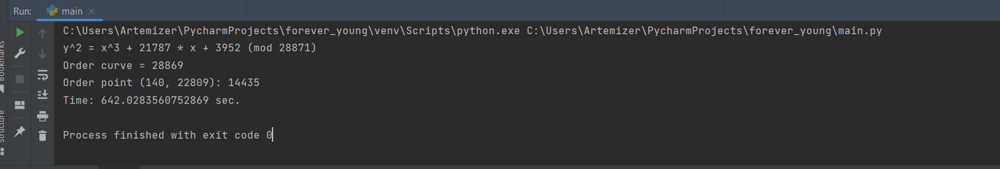 Run: main
C:\Users\Artemizer\PycharmProjects\forever_young\venv\Scripts\python.exe C:\Users\Artemizer\PycharmProjects\forever_young\main.py
y^2 = x^3 + 21787 * x + 3952 (mod 28871)
Order curve = 28869
Order point (140, 22809): 14435
Time: 642.0283560752869 sec.
Process finished with exit code 0
Bookmarks
Structure